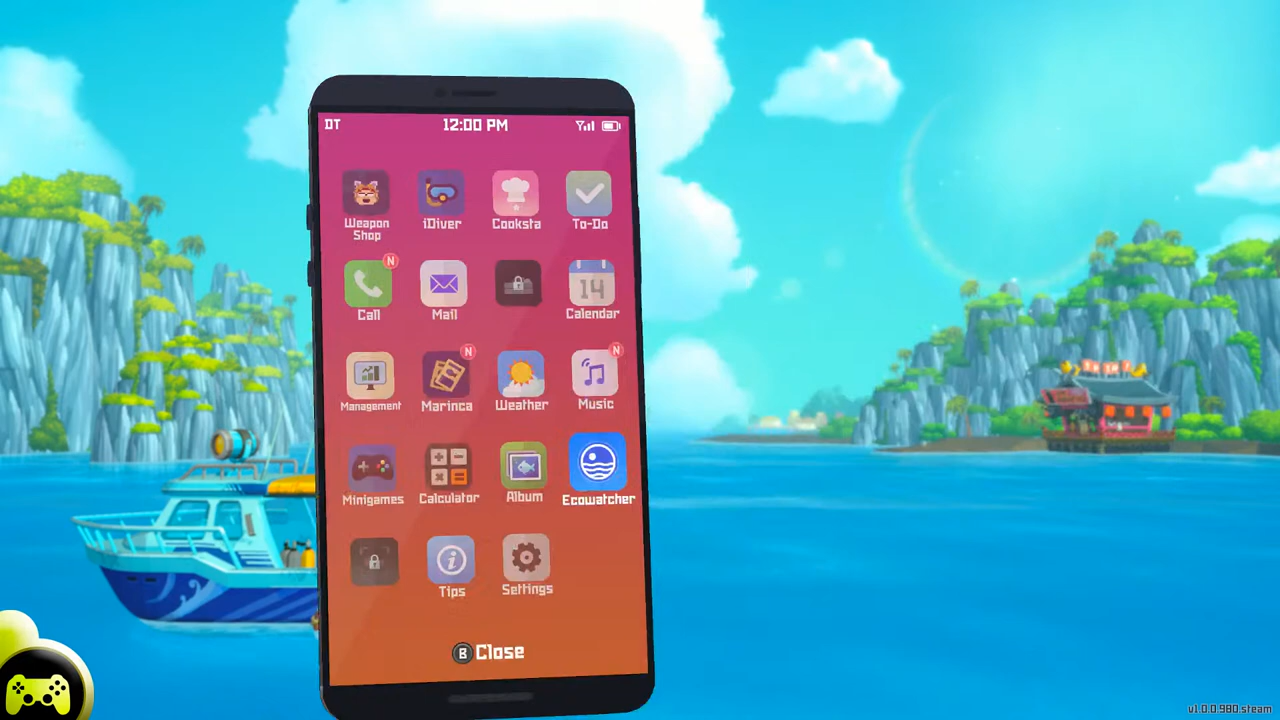 DT
12:00 PM
Weapon
Shop
iDiver
Cooksta
To-Do
N
14
Call
Mail
Calendar
N
N
Management
Marinca
Weather
Music
Minigames
Calculator
Album
Ecowatcher
i
Tips
Settings
B Close
v1.0.0.980.steam